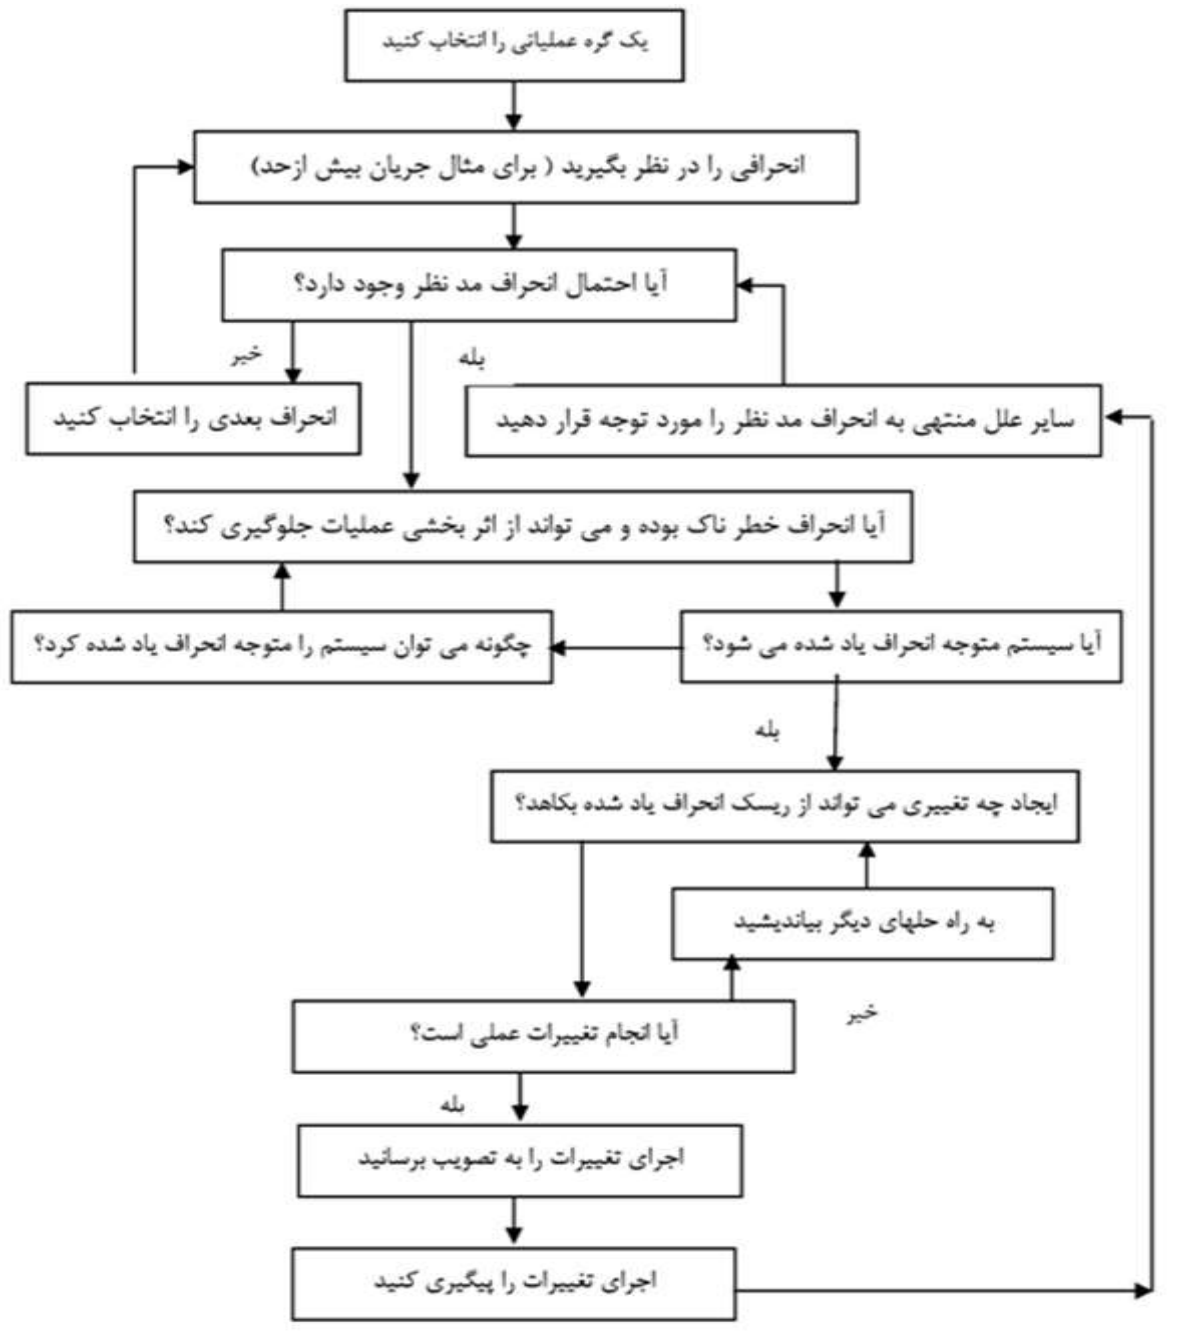 یک گره عملیاتی را انتخاب کنید
انحرافی را در نظر بگیرید ( برای مثال جریان بیش ازحد)
آیا احتمال انحراف مد نظر وجود دارد؟
خیر
بله
انحراف بعدی را انتخاب کنید
سایر علل منتهی به انحراف مد نظر را مورد توجه قرار دهید
آیا انحراف خطر ناک بوده و می تواند از اثر بخشی عملیات جلوگیری کند؟
آیا سیستم متوجه انحراف یاد شده می شود؟
چگونه می توان سیستم را متوجه انحراف یاد شده کرد؟
بله
ایجاد چه تغییری می تواند از ریسک انحراف یاد شده بکاهد؟
به راه حلهای دیگر بیاندیشید
خیر
آیا انجام تغییرات عملی است؟
بله
اجرای تغییرات را به تصویب برسانید
اجرای تغییرات را پیگیری کنید